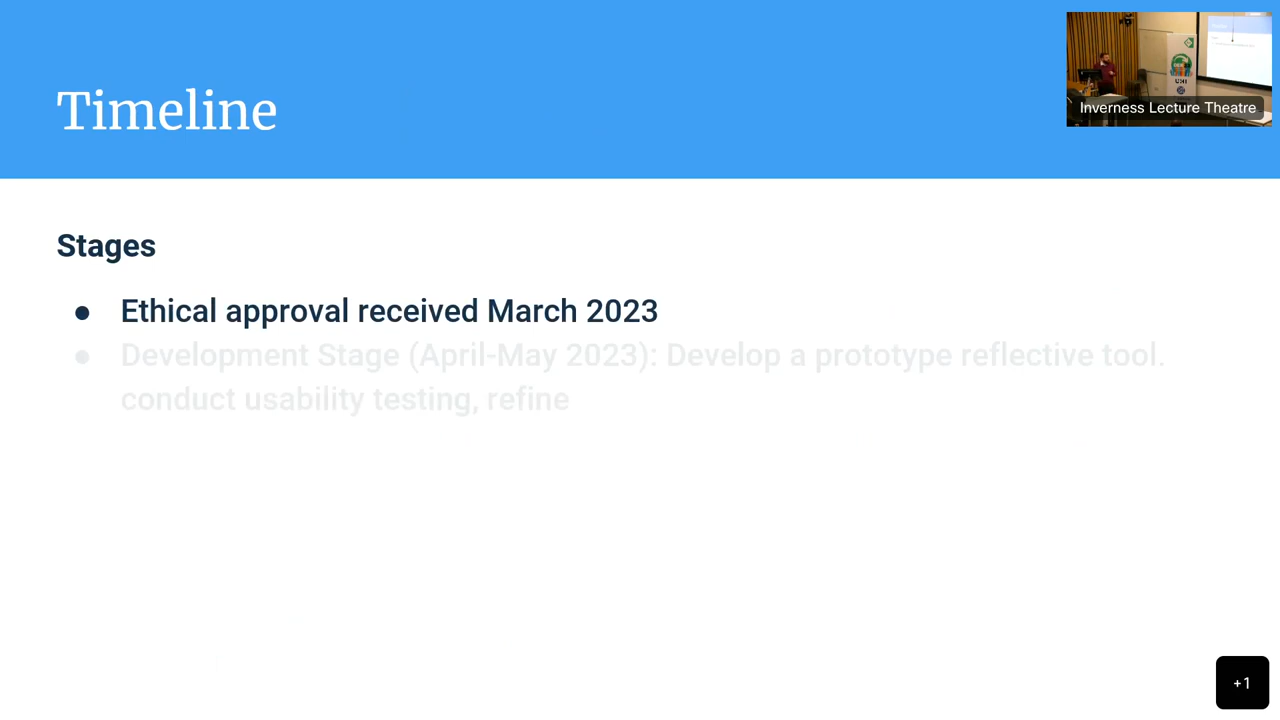 Timeline
Inverness Lecture Theatre
Stages
● Ethical approval received March 2023
● Development Stage (April-May 2023): Develop a prototype reflective tool.
conduct usability testing, refine
UHI
+1